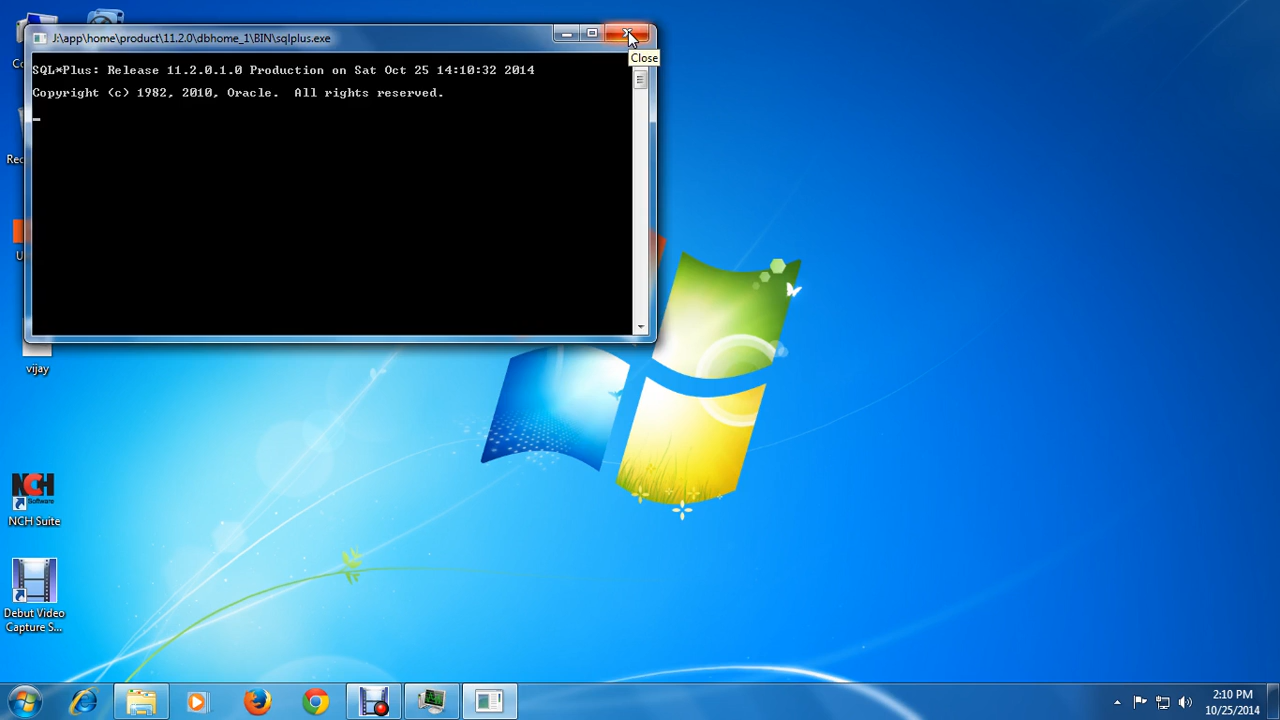 J:\app\home\product\11.2.0\dbhome_1\BIN\sqlplus.exe
Close
SQL*Plus: Release 11.2.0.1.0 Production on Sat Oct 25 14:10:32 2014
Copyright (c) 1982, 2010, Oracle.  All rights reserved.
vijay
NCH Software
NCH Suite
Debut Video
Capture S...
2:10 PM
10/25/2014